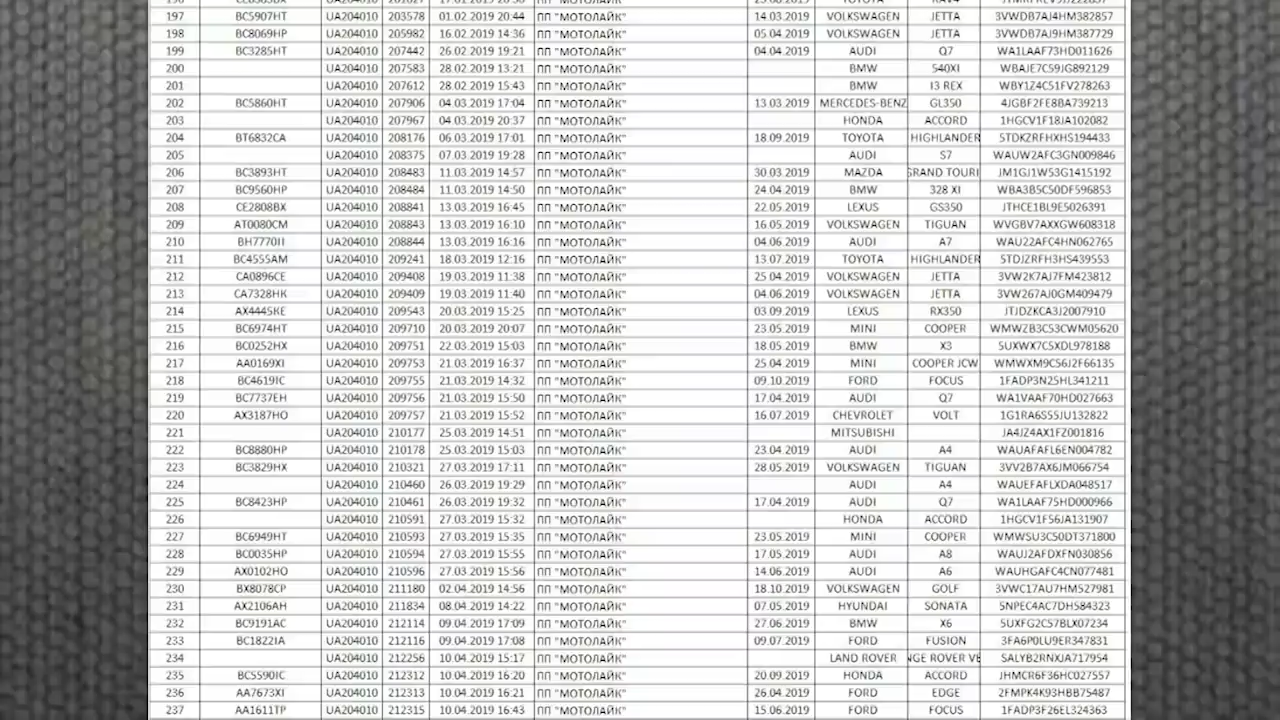 197 BC5907HT UA204010 203578 01.02.2019 20:44 ПП "МОТОЛАЙК" 14.03.2019 VOLKSWAGEN JETTA 3VWDB7AJ4HM382857
198 BC8069HP UA204010 205982 16.02.2019 14:36 ПП "МОТОЛАЙК" 05.04.2019 VOLKSWAGEN JETTA 3VWDB7AJ9HM387729
199 BC3285HT UA204010 207442 26.02.2019 19:21 ПП "МОТОЛАЙК" 04.04.2019 AUDI Q7 WA1LAAF73HD011626
200 UA204010 207583 28.02.2019 13:21 ПП "МОТОЛАЙК" BMW 540XI WBAJE7C59JG892129
201 UA204010 207612 28.02.2019 15:43 ПП "МОТОЛАЙК" BMW I3 REX WBY1Z4C51FV278263
202 BC5860HT UA204010 207906 04.03.2019 17:04 ПП "МОТОЛАЙК" 13.03.2019 MERCEDES-BENZ GL350 4JGBF2FE8BA739213
203 UA204010 207967 04.03.2019 20:37 ПП "МОТОЛАЙК" HONDA ACCORD 1HGCV1F18JA102082
204 BT6832CA UA204010 208176 06.03.2019 17:01 ПП "МОТОЛАЙК" 18.09.2019 TOYOTA HIGHLANDER 5TDKZRFHXHS194433
205 UA204010 208375 07.03.2019 19:28 ПП "МОТОЛАЙК" AUDI S7 WAUW2AFC3GN009846
206 BC3893HT UA204010 208483 11.03.2019 14:57 ПП "МОТОЛАЙК" 30.03.2019 MAZDA GRAND TOURI JM1GJ1W53G1415192
207 BC9560HP UA204010 208484 11.03.2019 14:50 ПП "МОТОЛАЙК" 24.04.2019 BMW 328 XI WBA3B5C50DF596853
208 CE2808BX UA204010 208841 13.03.2019 16:45 ПП "МОТОЛАЙК" 22.05.2019 LEXUS GS350 JTHCE1BL9E5026391
209 AT0080CM UA204010 208843 13.03.2019 16:10 ПП "МОТОЛАЙК" 16.05.2019 VOLKSWAGEN TIGUAN WVGBV7AXXGW608318
210 BH7770II UA204010 208844 13.03.2019 16:16 ПП "МОТОЛАЙК" 04.06.2019 AUDI A7 WAU22AFC4HN062765
211 BC4555AM UA204010 209241 18.03.2019 12:16 ПП "МОТОЛАЙК" 13.07.2019 TOYOTA HIGHLANDER 5TDJZRFH3HS439553
212 CA0896CE UA204010 209408 19.03.2019 11:38 ПП "МОТОЛАЙК" 25.04.2019 VOLKSWAGEN JETTA 3VW2K7AJ7FM423812
213 CA7328HK UA204010 209409 19.03.2019 11:40 ПП "МОТОЛАЙК" 04.06.2019 VOLKSWAGEN JETTA 3VW267AJ0GM409479
214 AX4445KE UA204010 209543 20.03.2019 15:25 ПП "МОТОЛАЙК" 03.09.2019 LEXUS RX350 JTJDZKCA3J2007910
215 BC6974HT UA204010 209710 20.03.2019 20:07 ПП "МОТОЛАЙК" 23.05.2019 MINI COOPER WMWZB3C53CWM05620
216 BC0252HX UA204010 209751 22.03.2019 15:03 ПП "МОТОЛАЙК" 18.05.2019 BMW X3 5UXWX7C5XDL978188
217 AA0169XI UA204010 209753 21.03.2019 16:37 ПП "МОТОЛАЙК" 25.04.2019 MINI COOPER JCW WMWXM9C56J2F66135
218 BC4619IC UA204010 209755 21.03.2019 14:32 ПП "МОТОЛАЙК" 09.10.2019 FORD FOCUS 1FADP3N25HL341211
219 BC7737EH UA204010 209756 21.03.2019 15:50 ПП "МОТОЛАЙК" 17.04.2019 AUDI Q7 WA1VAAF70HD027663
220 AX3187HO UA204010 209757 21.03.2019 15:52 ПП "МОТОЛАЙК" 16.07.2019 CHEVROLET VOLT 1G1RA6S55JU132822
221 UA204010 210177 25.03.2019 14:51 ПП "МОТОЛАЙК" MITSUBISHI JA4JZ4AX1FZ001816
222 BC8880HP UA204010 210178 25.03.2019 15:03 ПП "МОТОЛАЙК" 23.04.2019 AUDI A4 WAUAFAFL6EN004782
223 BC3829HX UA204010 210321 27.03.2019 17:11 ПП "МОТОЛАЙК" 28.05.2019 VOLKSWAGEN TIGUAN 3VV2B7AX6JM066754
224 UA204010 210460 26.03.2019 19:29 ПП "МОТОЛАЙК" AUDI A4 WAUEFAFLXDA048517
225 BC8423HP UA204010 210461 26.03.2019 19:32 ПП "МОТОЛАЙК" 17.04.2019 AUDI Q7 WA1LAAF75HD000966
226 UA204010 210591 27.03.2019 15:32 ПП "МОТОЛАЙК" HONDA ACCORD 1HGCV1F56JA131907
227 BC6949HT UA204010 210593 27.03.2019 15:35 ПП "МОТОЛАЙК" 23.05.2019 MINI COOPER WMWSU3C50DT371800
228 BC0035HP UA204010 210594 27.03.2019 15:55 ПП "МОТОЛАЙК" 17.05.2019 AUDI A8 WAUJ2AFDXFN030856
229 AX0102HO UA204010 210596 27.03.2019 15:56 ПП "МОТОЛАЙК" 14.06.2019 AUDI A6 WAUHGAFC4CN077481
230 BX8078CP UA204010 211180 02.04.2019 14:56 ПП "МОТОЛАЙК" 18.10.2019 VOLKSWAGEN GOLF 3VWC17AU7HM527981
231 AX2106AH UA204010 211834 08.04.2019 14:22 ПП "МОТОЛАЙК" 07.05.2019 HYUNDAI SONATA 5NPEC4AC7DH584323
232 BC9191AC UA204010 212114 09.04.2019 17:09 ПП "МОТОЛАЙК" 27.06.2019 BMW X6 5UXFG2C57BLX07234
233 BC1822IA UA204010 212116 09.04.2019 17:08 ПП "МОТОЛАЙК" 09.07.2019 FORD FUSION 3FA6P0LU9ER347831
234 UA204010 212256 10.04.2019 15:17 ПП "МОТОЛАЙК" LAND ROVER NGE ROVER VE SALYB2RNXJA717954
235 BC5590IC UA204010 212312 10.04.2019 16:20 ПП "МОТОЛАЙК" 20.09.2019 HONDA ACCORD JHMCR6F36HC027557
236 AA7673XI UA204010 212313 10.04.2019 16:21 ПП "МОТОЛАЙК" 26.04.2019 FORD EDGE 2FMPK4K93HBB75487
237 AA1611TP UA204010 212315 10.04.2019 16:43 ПП "МОТОЛАЙК" 15.06.2019 FORD FOCUS 1FADP3F26EL324363